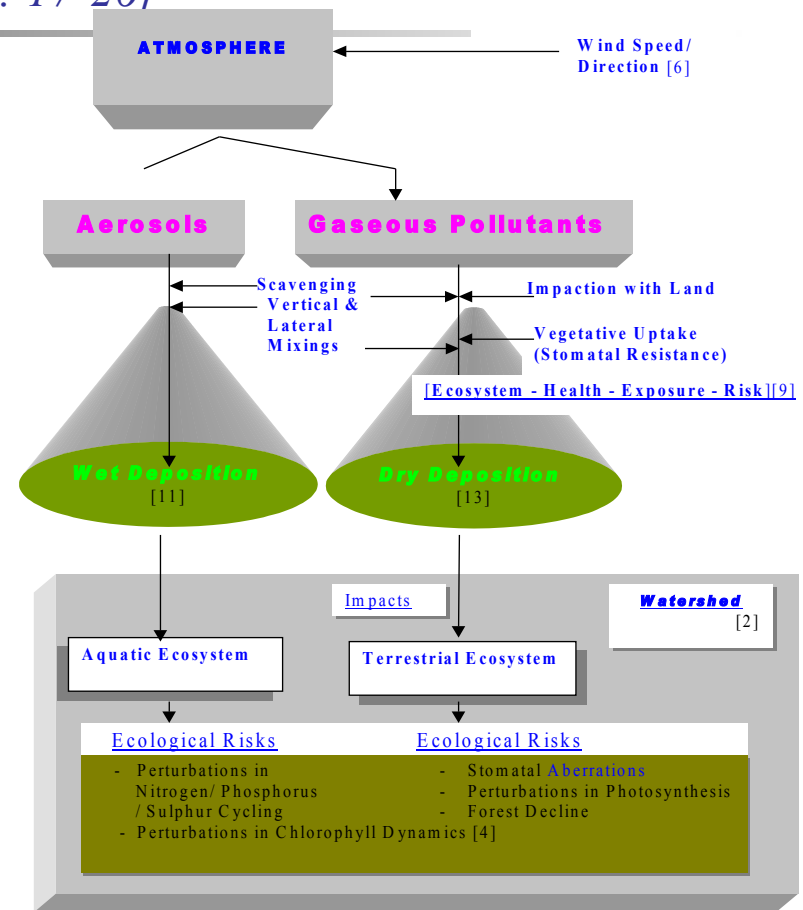 : 17-20]
ATMOSPHERE
Wind Speed/
Direction [6]
Aerosols
Gaseous Pollutants
Scavenging
Vertical &
Lateral
Mixings
Impaction with Land
Vegetative Uptake
(Stomatal Resistance)
[Ecosystem - Health - Exposure - Risk][9]
Wet Deposition
[11]
Dry Deposition
[13]
Impacts
Watershed
[2]
Aquatic Ecosystem
Terrestrial Ecosystem
Ecological Risks
- Perturbations in
Nitrogen/ Phosphorus
/ Sulphur Cycling
- Perturbations in Chlorophyll Dynamics [4]
Ecological Risks
- Stomatal Aberrations
- Perturbations in Photosynthesis
- Forest Decline